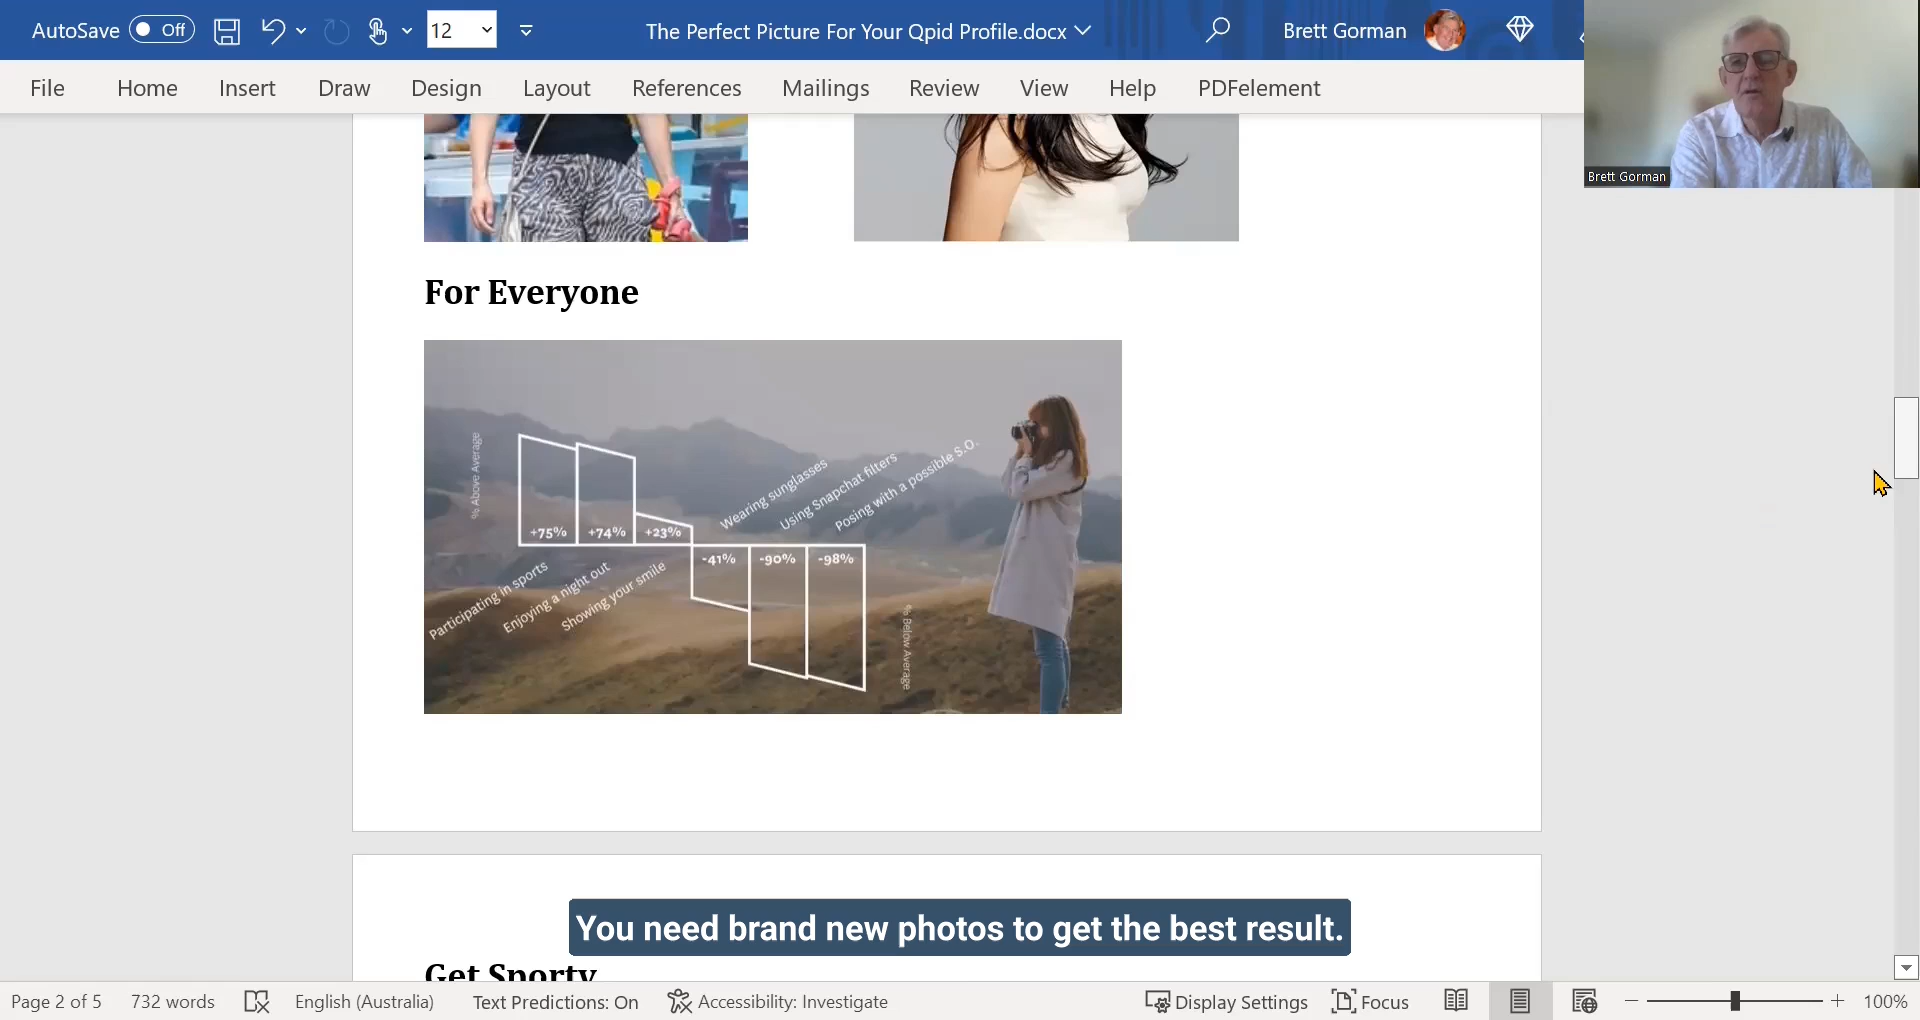 AutoSave Off 12 The Perfect Picture For Your Qpid Profile.docx Brett Gorman
File Home Insert Draw Design Layout References Mailings Review View Help PDFelement
Brett Gorman
For Everyone
% Above Average
+75% +74% +23%
-41% -90% -98%
Wearing sunglasses
Using Snapchat filters
Posing with a possible S.O.
Participating in sports
Enjoying a night out
Showing your smile
% Below Average
You need brand new photos to get the best result.
Get Sporty
Page 2 of 5 732 words English (Australia) Text Predictions: On Accessibility: Investigate Display Settings Focus 100%